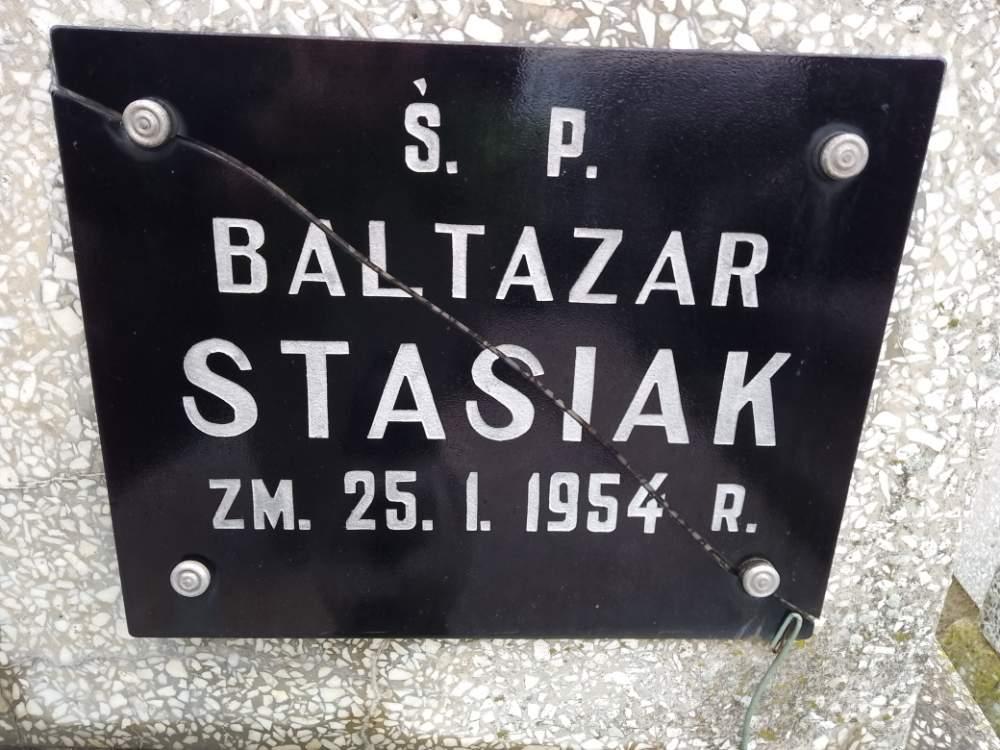 Ś. P.
BALTAZAR
STASIAK
ZM. 25. I. 1954 R.